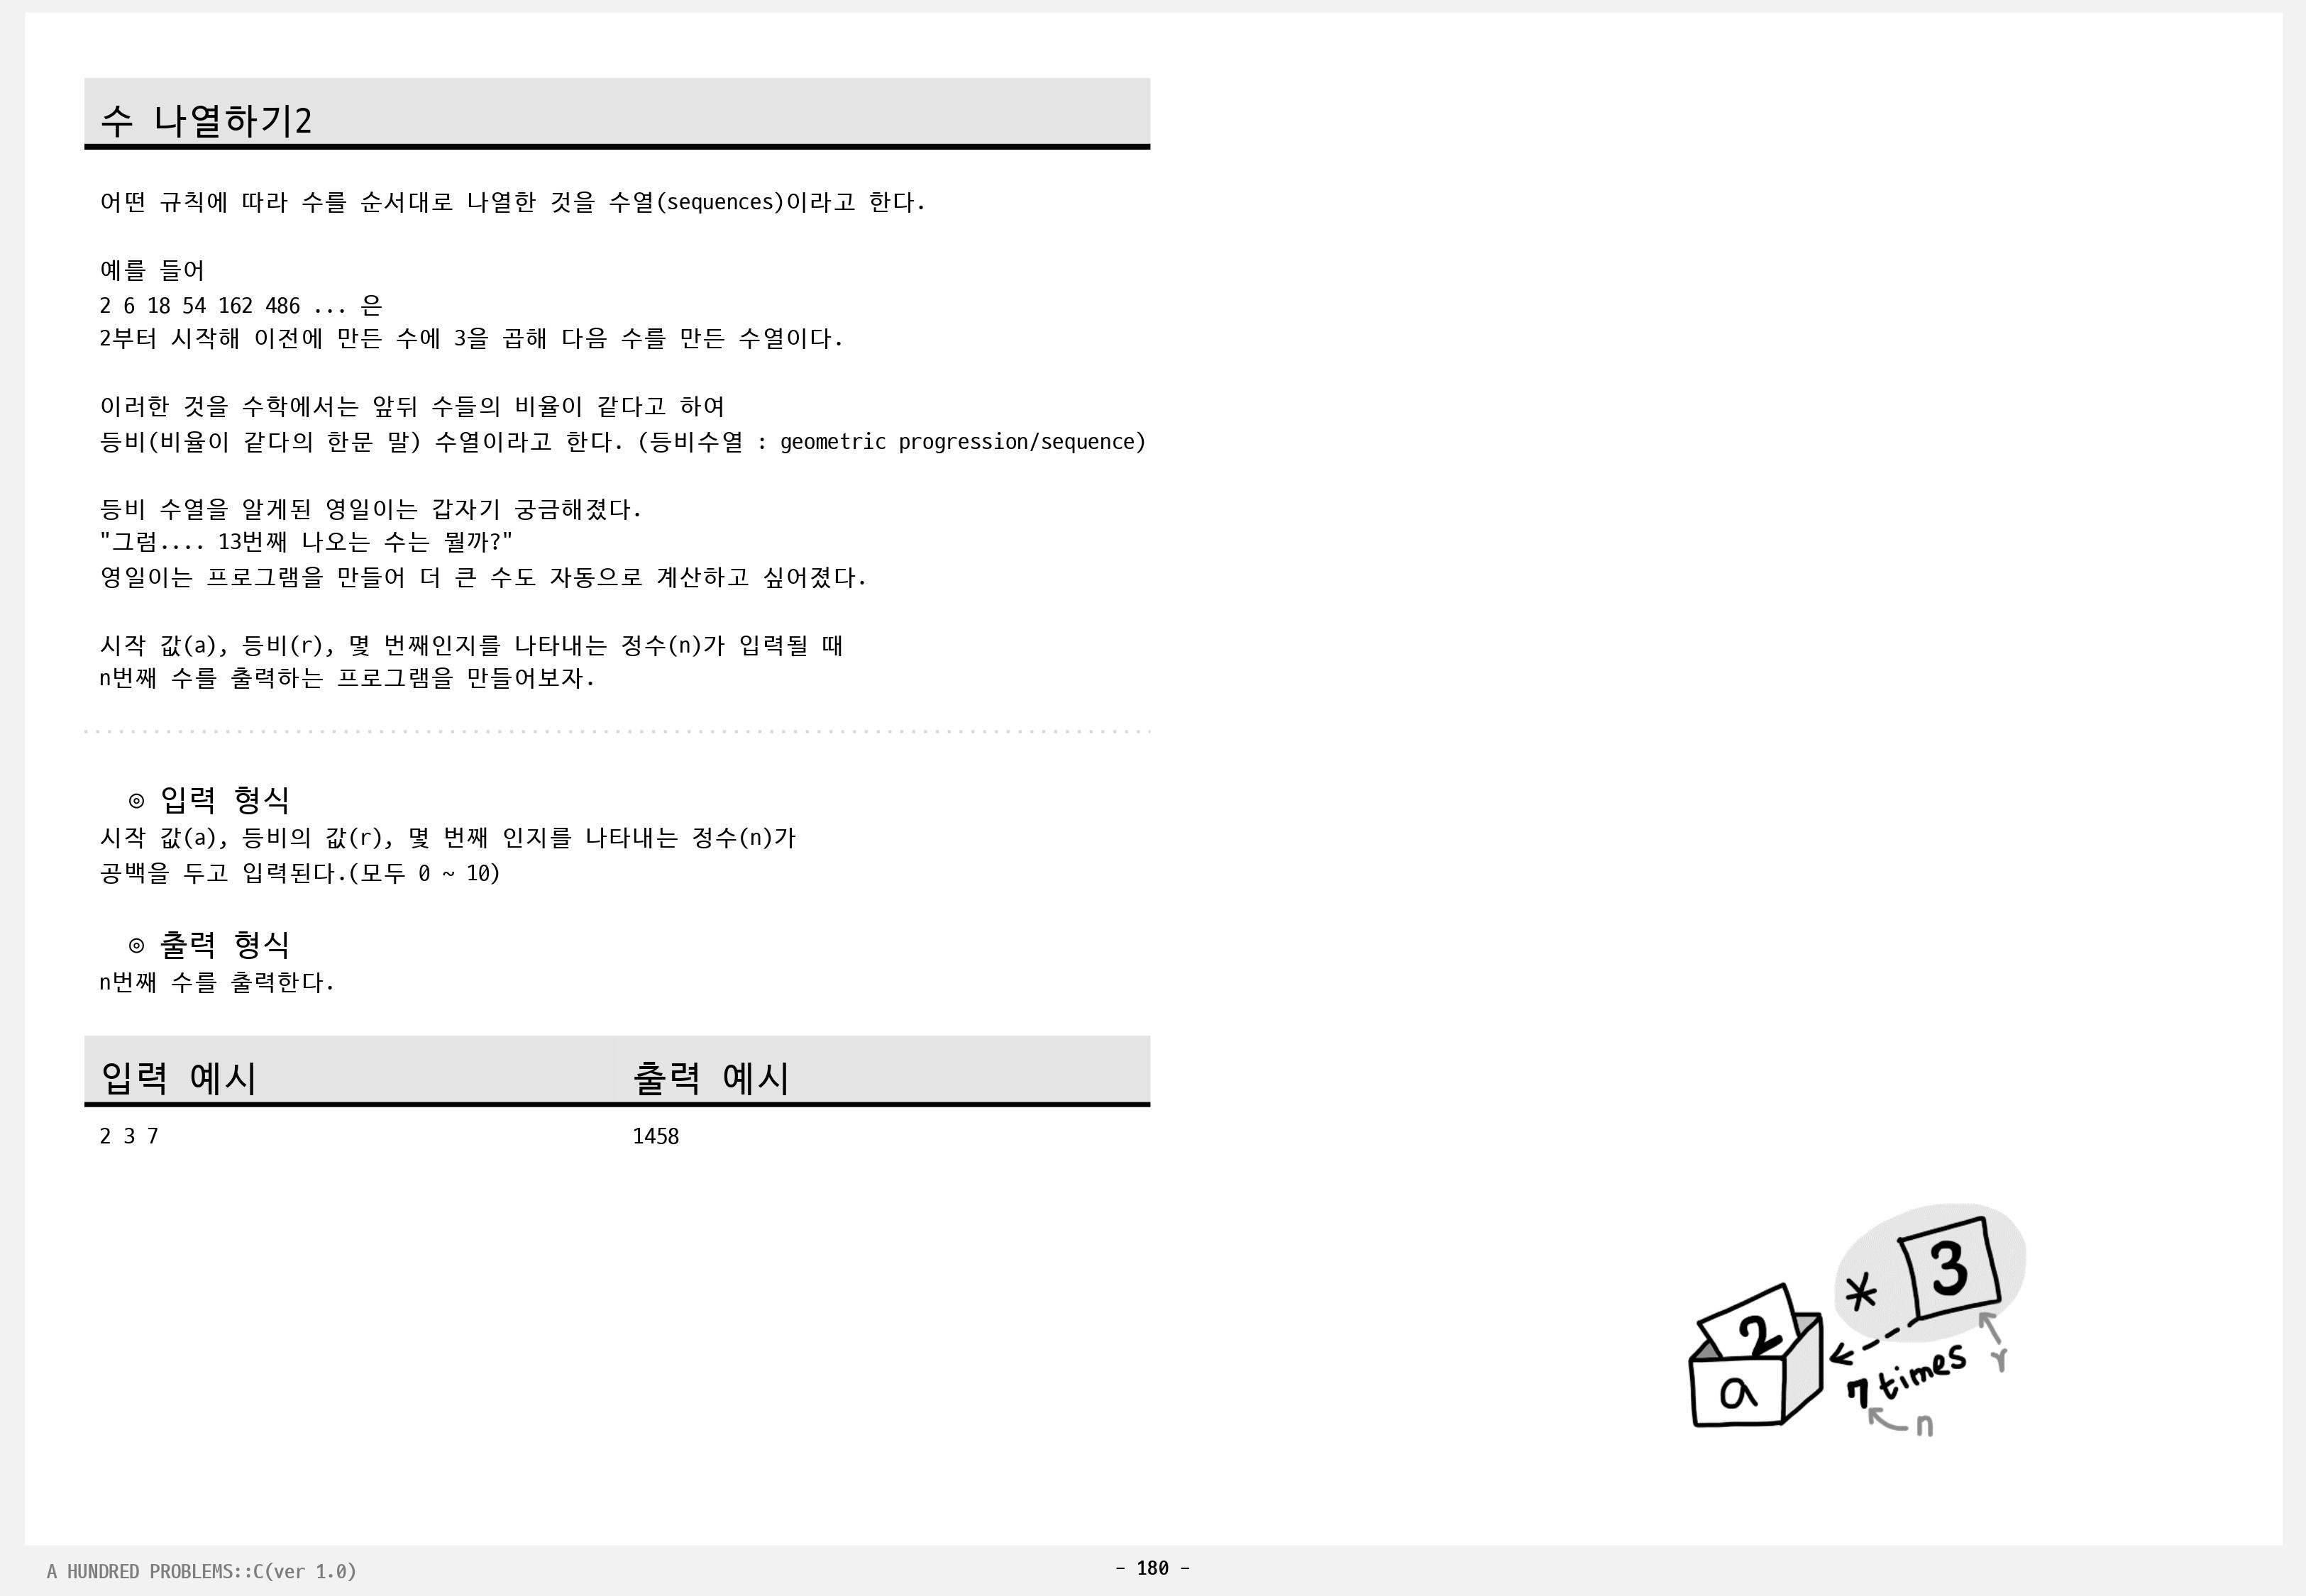 수 나열하기2
어떤 규칙에 따라 수를 순서대로 나열한 것을 수열(sequences)이라고 한다.
예를 들어
2 6 18 54 162 486 ... 은
2부터 시작해 이전에 만든 수에 3을 곱해 다음 수를 만든 수열이다.
이러한 것을 수학에서는 앞뒤 수들의 비율이 같다고 하여
등비(비율이 같다의 한문 말) 수열이라고 한다. (등비수열 : geometric progression/sequence)
등비 수열을 알게된 영일이는 갑자기 궁금해졌다.
"그럼.... 13번째 나오는 수는 뭘까?"
영일이는 프로그램을 만들어 더 큰 수도 자동으로 계산하고 싶어졌다.
시작 값(a), 등비(r), 몇 번째인지를 나타내는 정수(n)가 입력될 때
n번째 수를 출력하는 프로그램을 만들어보자.
◎ 입력 형식
시작 값(a), 등비의 값(r), 몇 번째 인지를 나타내는 정수(n)가
공백을 두고 입력된다.(모두 0 ~ 10)
◎ 출력 형식
n번째 수를 출력한다.
입력 예시 출력 예시
2 3 7 1458
* 3
2
a
7 times r
n
A HUNDRED PROBLEMS::C(ver 1.0)
- 180 -